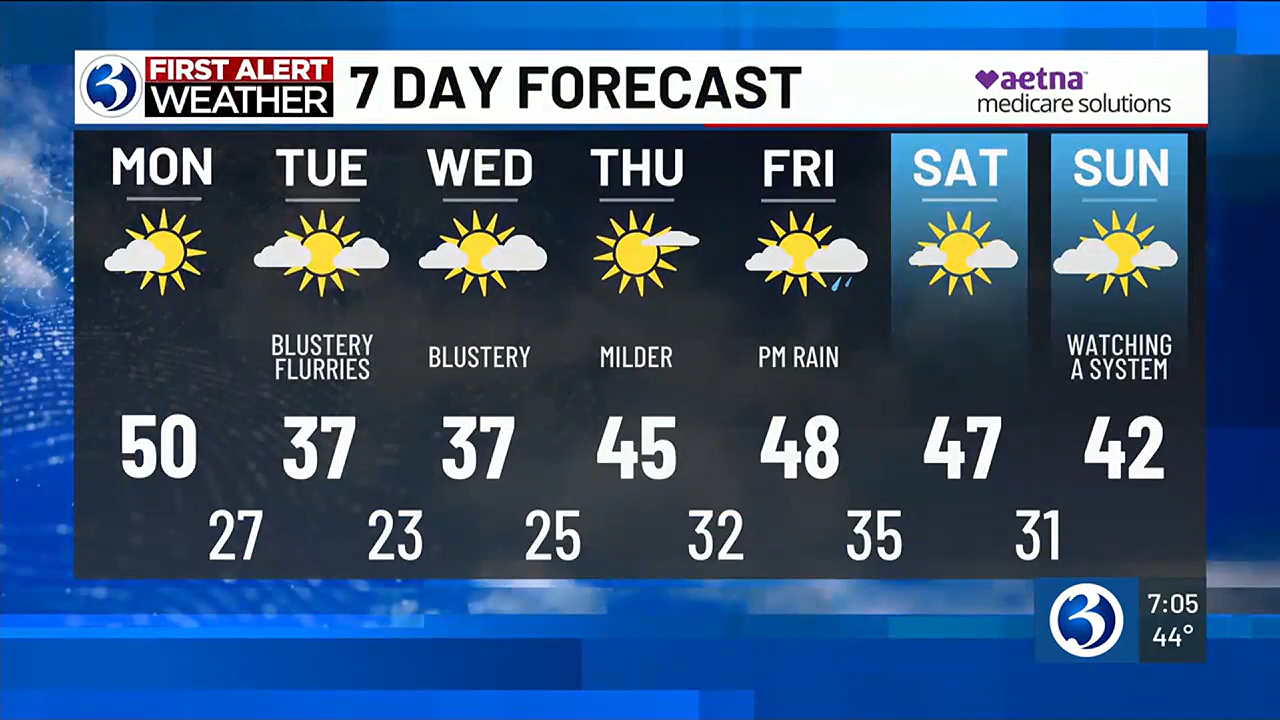 3 FIRST ALERT
WEATHER
7 DAY FORECAST
aetna™
medicare solutions
MON TUE WED THU FRI SAT SUN
BLUSTERY
FLURRIES
BLUSTERY
MILDER
PM RAIN
WATCHING
A SYSTEM
50 37 37 45 48 47 42
27 23 25 32 35 31
3
7:05
44°